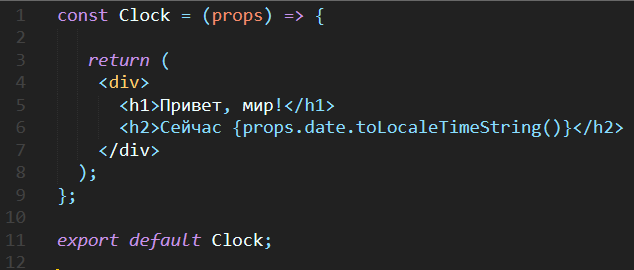 1 const Clock = (props) => {
2
3 return (
4 <div>
5 <h1>Привет, мир!</h1>
6 <h2>Сейчас {props.date.toLocaleTimeString()}</h2>
7 </div>
8 );
9 };
10
11 export default Clock;
12